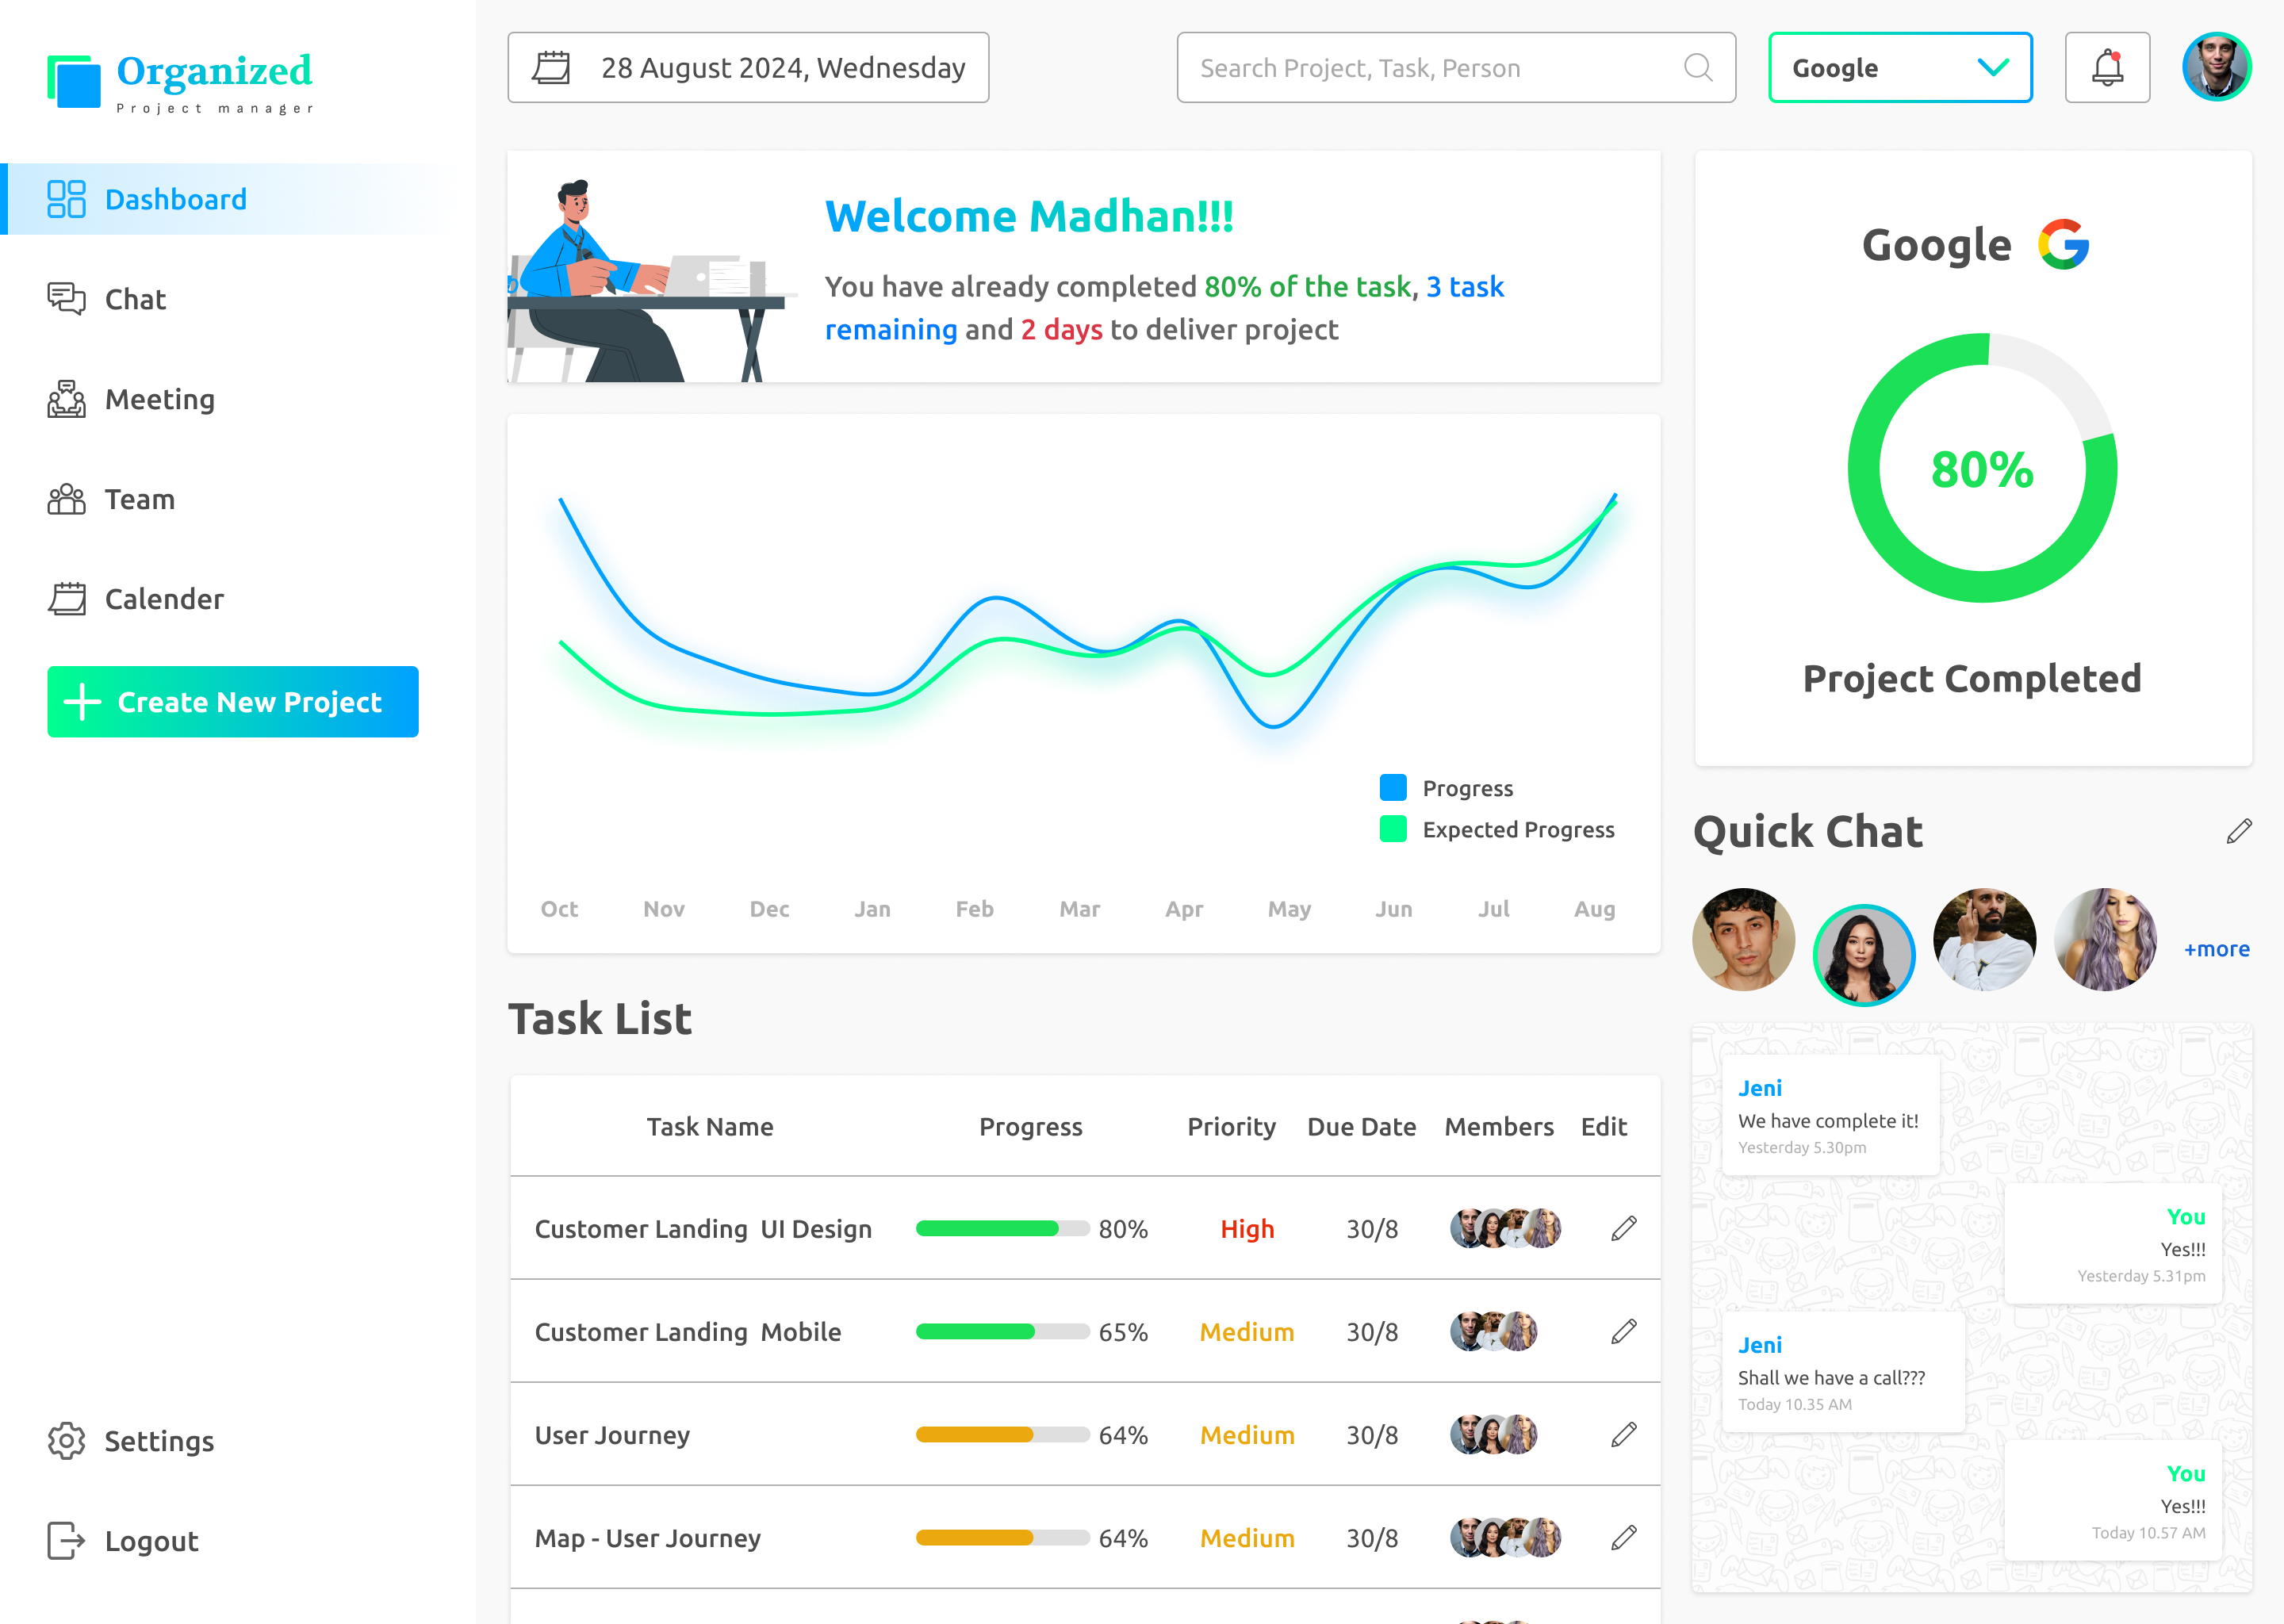 Organized
Project manager
Dashboard
Chat
Meeting
Team
Calender
Create New Project
Settings
Logout
28 August 2024, Wednesday
Search Project, Task, Person
Google
Welcome Madhan!!!
You have already completed 80% of the task, 3 task
remaining and 2 days to deliver project
Progress
Expected Progress
Oct Nov Dec Jan Feb Mar Apr May Jun Jul Aug
Google
80%
Project Completed
Task List
Task Name Progress Priority Due Date Members Edit
Customer Landing UI Design 80% High 30/8
Customer Landing Mobile 65% Medium 30/8
User Journey 64% Medium 30/8
Map - User Journey 64% Medium 30/8
Quick Chat
+more
Jeni
We have complete it!
Yesterday 5.30pm
You
Yes!!!
Yesterday 5.31pm
Jeni
Shall we have a call???
Today 10.35 AM
You
Yes!!!
Today 10.57 AM